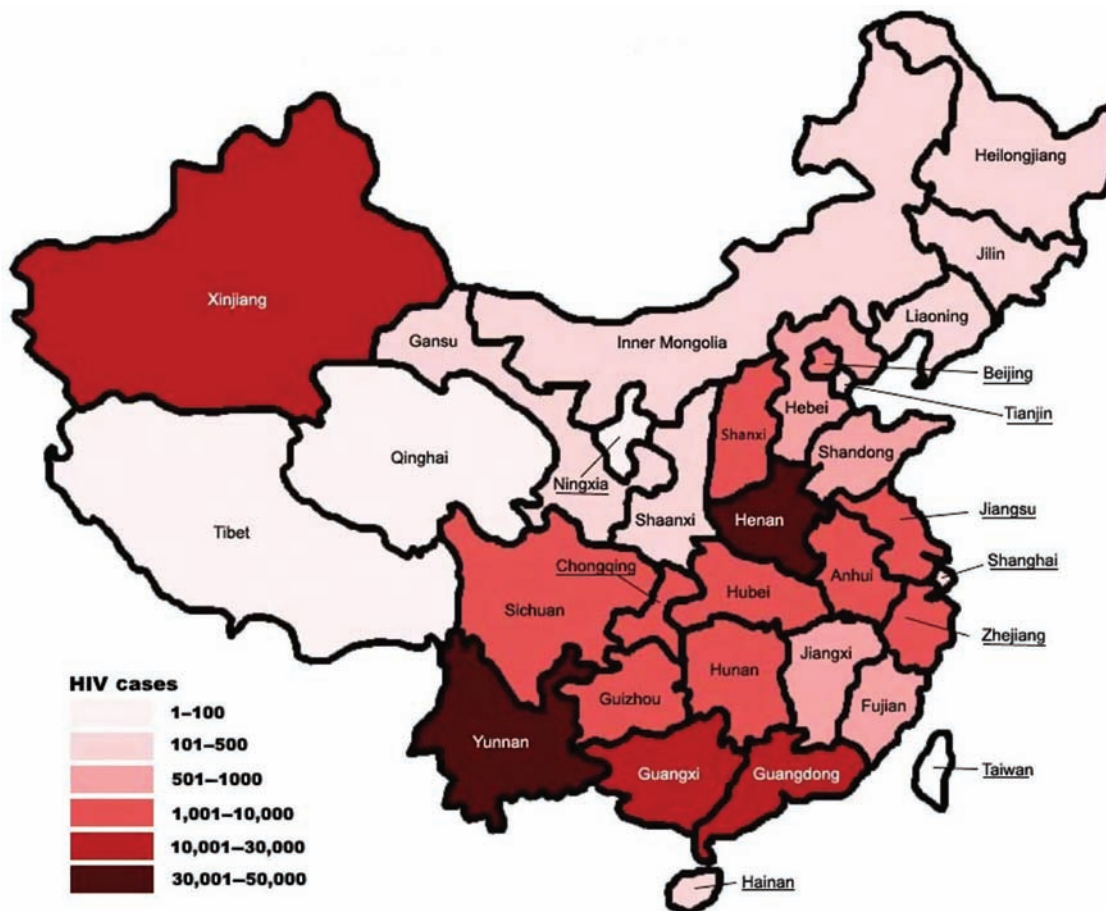 Heilongjiang
Jilin
Xinjiang
Liaoning
Gansu
Inner Mongolia
Beijing
Hebei
Tianjin
Shanxi
Shandong
Qinghai
Ningxia
Jiangsu
Shaanxi
Henan
Tibet
Shanghai
Chongqing
Anhui
Hubei
Sichuan
Zhejiang
Jiangxi
Hunan
Guizhou
Fujian
Yunnan
Guangxi
Guangdong
Taiwan
Hainan
HIV cases
1–100
101–500
501–1000
1,001–10,000
10,001–30,000
30,001–50,000